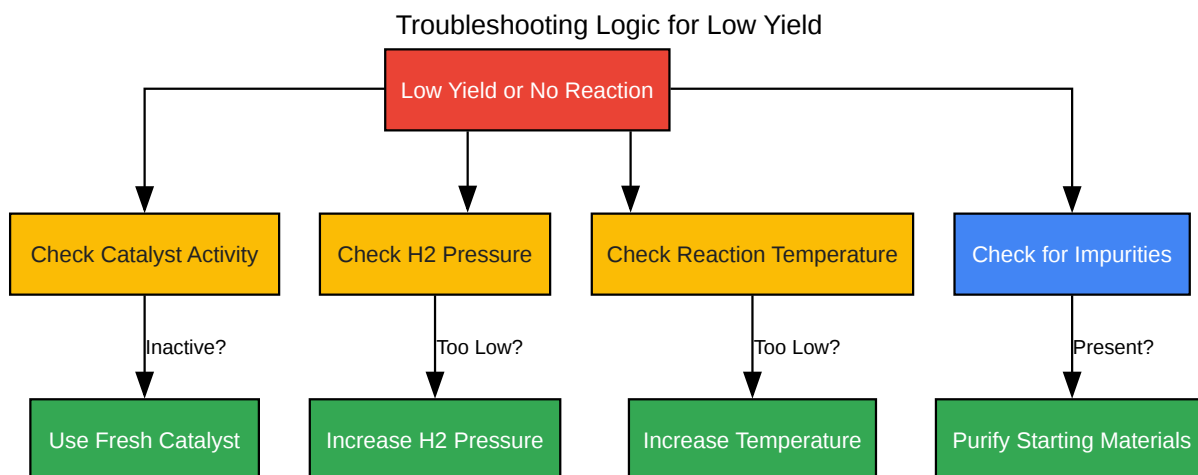 Troubleshooting Logic for Low Yield
Low Yield or No Reaction
Check Catalyst Activity
Check H2 Pressure
Check Reaction Temperature
Check for Impurities
Inactive?
Too Low?
Too Low?
Present?
Use Fresh Catalyst
Increase H2 Pressure
Increase Temperature
Purify Starting Materials